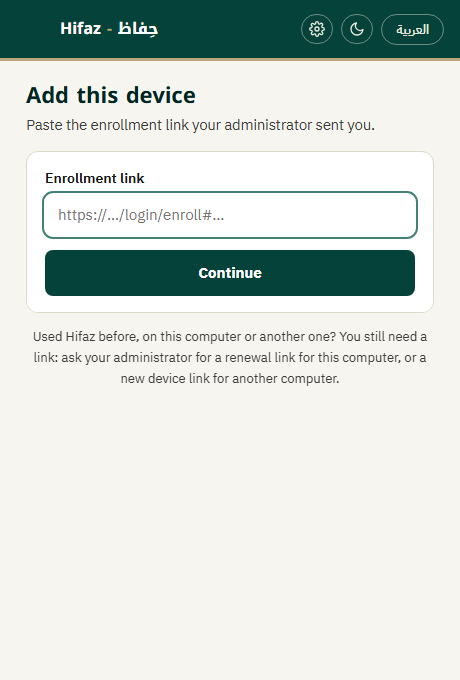 Hifaz - حِفاظ
العربية
Add this device
Paste the enrollment link your administrator sent you.
Enrollment link
https://.../login/enroll#...
Continue
Used Hifaz before, on this computer or another one? You still need a
link: ask your administrator for a renewal link for this computer, or a
new device link for another computer.